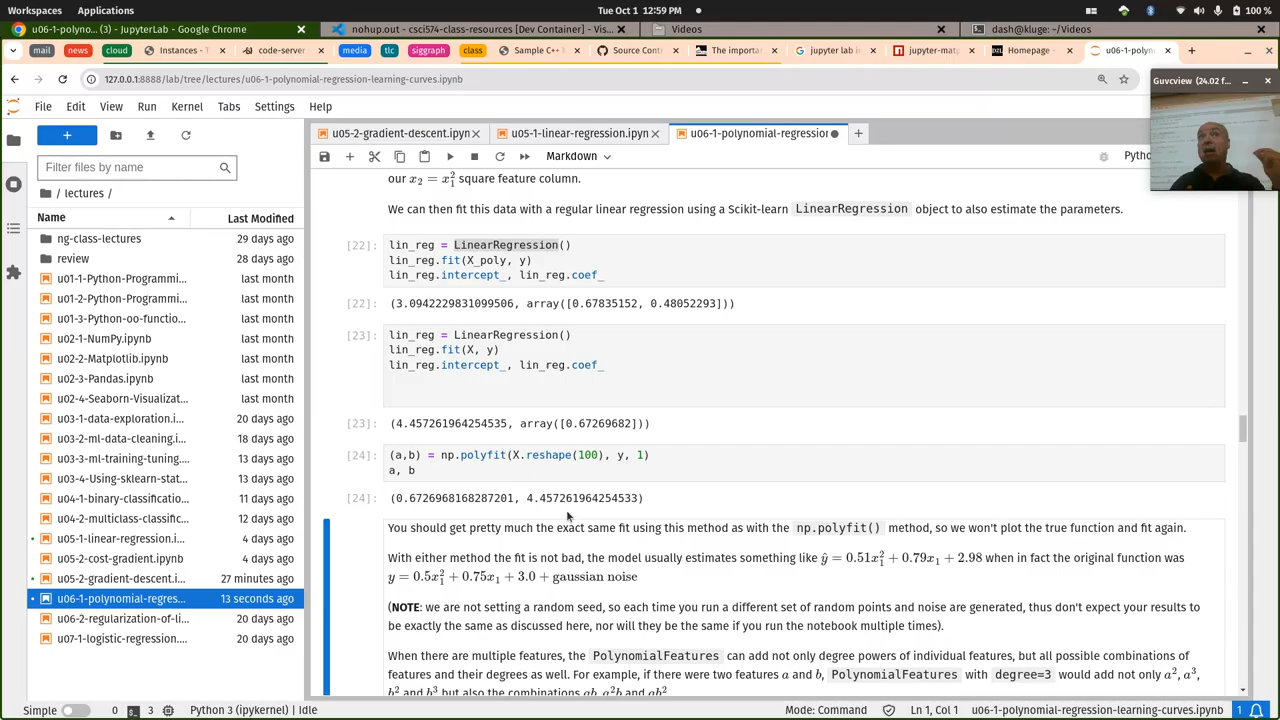 Workspaces Applications Tue Oct 1 12:59 PM 100 %
u06-1-polyno... (3) - JupyterLab - Google Chrome nohup.out - csci574-class-resources [Dev Container] - Vis... Videos dash@kluge: ~/Videos
mail news cloud Instances - T code-server media tlc siggraph class Sample C++ Source Cont The importa jupyter lab jupyter-mat Homepage - u06-1-polyn
127.0.0.1:8888/lab/tree/lectures/u06-1-polynomial-regression-learning-curves.ipynb
Guvcview (24.02 f...
File Edit View Run Kernel Tabs Settings Help
u05-2-gradient-descent.ipyn u05-1-linear-regression.ipyn u06-1-polynomial-regression
Markdown Pytho
Filter files by name
/ lectures /
Name Last Modified
ng-class-lectures 29 days ago
review 28 days ago
u01-1-Python-Programmi... last month
u01-2-Python-Programmi... last month
u01-3-Python-oo-functio... last month
u02-1-NumPy.ipynb last month
u02-2-Matplotlib.ipynb last month
u02-3-Pandas.ipynb last month
u02-4-Seaborn-Visualizat... last month
u03-1-data-exploration.i... 20 days ago
u03-2-ml-data-cleaning.i... 18 days ago
u03-3-ml-training-tuning.... 13 days ago
u03-4-Using-sklearn-stat... 13 days ago
u04-1-binary-classificatio... 11 days ago
u04-2-multiclass-classific... 12 days ago
u05-1-linear-regression.i... 4 days ago
u05-2-cost-gradient.ipynb 4 days ago
u05-2-gradient-descent.i... 27 minutes ago
u06-1-polynomial-regres... 13 seconds ago
u06-2-regularization-of-li... 20 days ago
u07-1-logistic-regression.... 20 days ago
our x₂ = x₁² square feature column.
We can then fit this data with a regular linear regression using a Scikit-learn LinearRegression object to also estimate the parameters.
[22]: lin_reg = LinearRegression()
lin_reg.fit(X_poly, y)
lin_reg.intercept_, lin_reg.coef_
[22]: (3.0942229831099506, array([0.67835152, 0.48052293]))
[23]: lin_reg = LinearRegression()
lin_reg.fit(X, y)
lin_reg.intercept_, lin_reg.coef_
[23]: (4.457261964254535, array([0.67269682]))
[24]: (a,b) = np.polyfit(X.reshape(100), y, 1)
a, b
[24]: (0.6726968168287201, 4.457261964254533)
You should get pretty much the exact same fit using this method as with the np.polyfit() method, so we won't plot the true function and fit again.
With either method the fit is not bad, the model usually estimates something like ŷ = 0.51x₁² + 0.79x₁ + 2.98 when in fact the original function was
y = 0.5x₁² + 0.75x₁ + 3.0 + gaussian noise
(NOTE: we are not setting a random seed, so each time you run a different set of random points and noise are generated, thus don't expect your results to
be exactly the same as discussed here, nor will they be the same if you run the notebook multiple times).
When there are multiple features, the PolynomialFeatures can add not only degree powers of individual features, but all possible combinations of
features and their degrees as well. For example, if there were two features a and b, PolynomialFeatures with degree=3 would add not only a², a³,
b² and b³ but also the combinations ab, a²b and ab²
Simple 0 3 Python 3 (ipykernel) | Idle Mode: Command Ln 1, Col 1 u06-1-polynomial-regression-learning-curves.ipynb 1